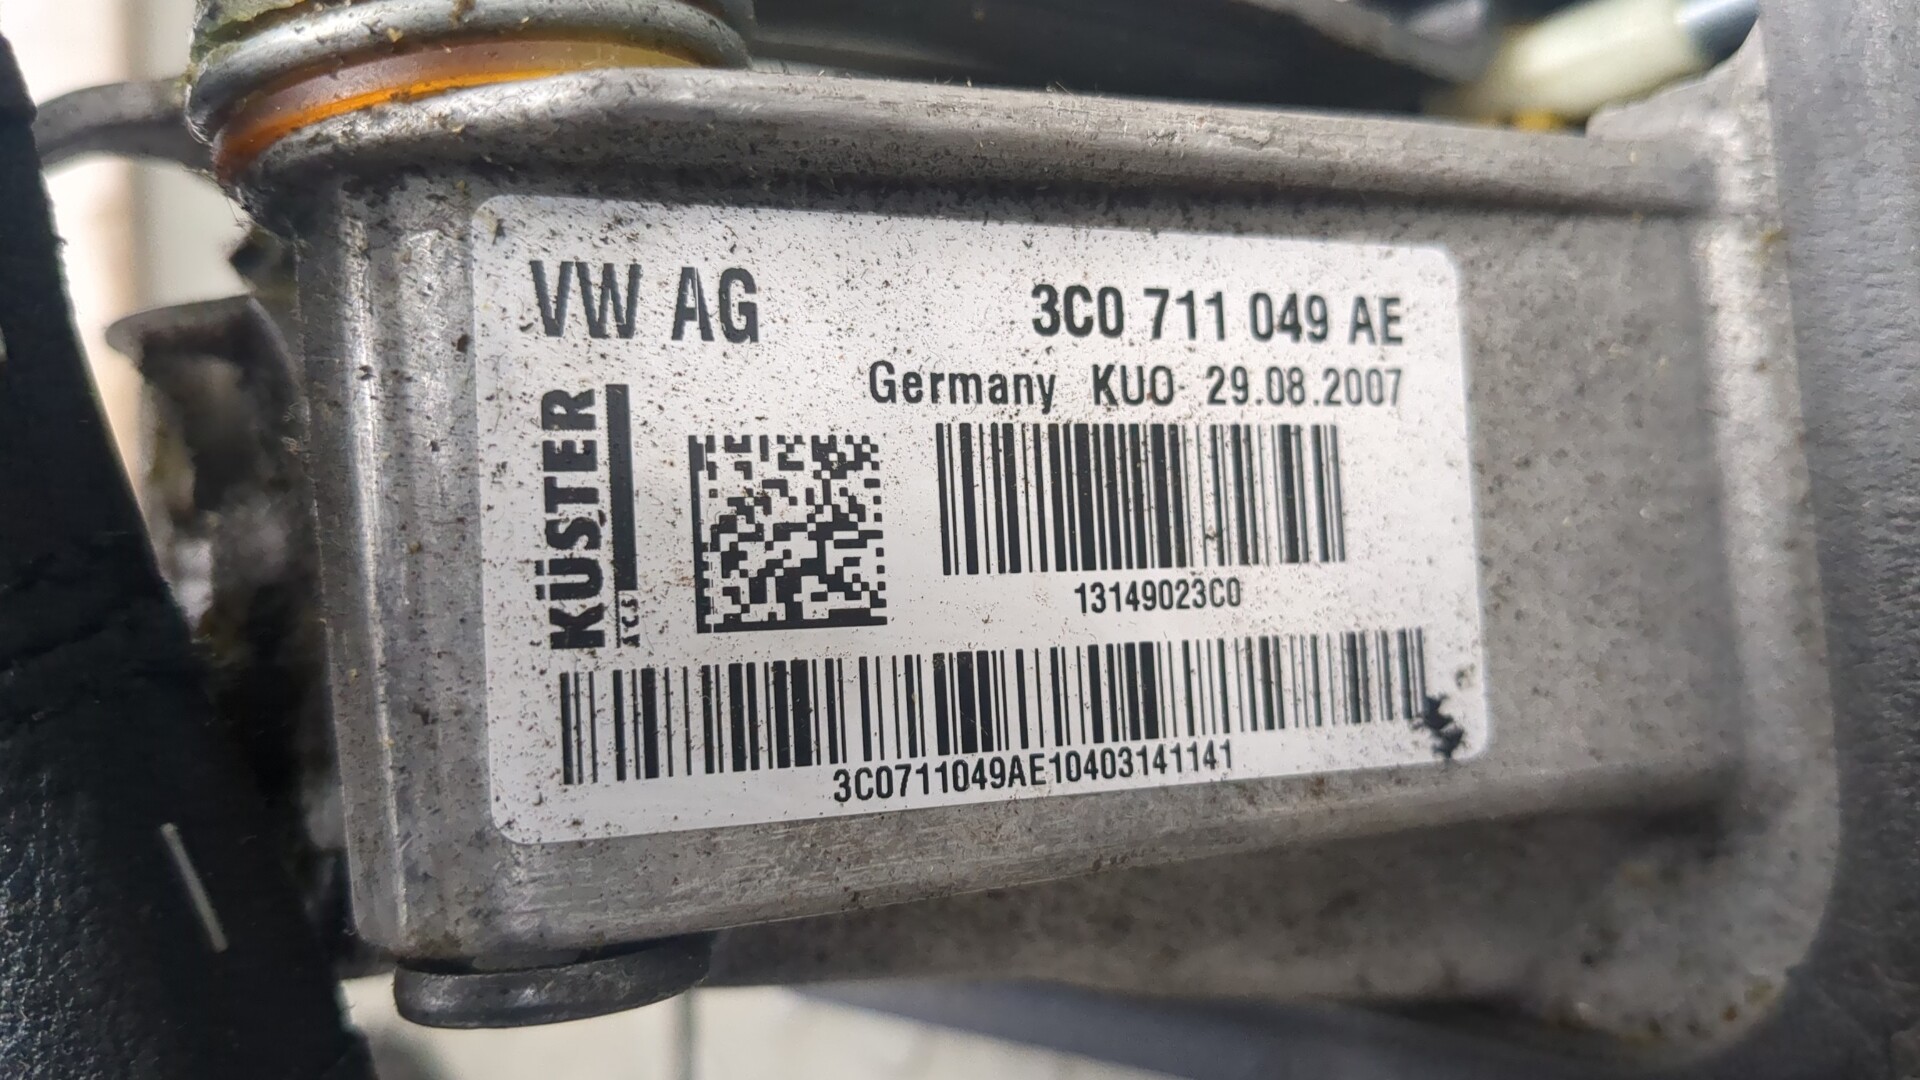 VW AG
3C0 711 049 AE
Germany KUO 29.08.2007
KÜSTER
A.C.S
13149023C0
3C0711049AE10403141141